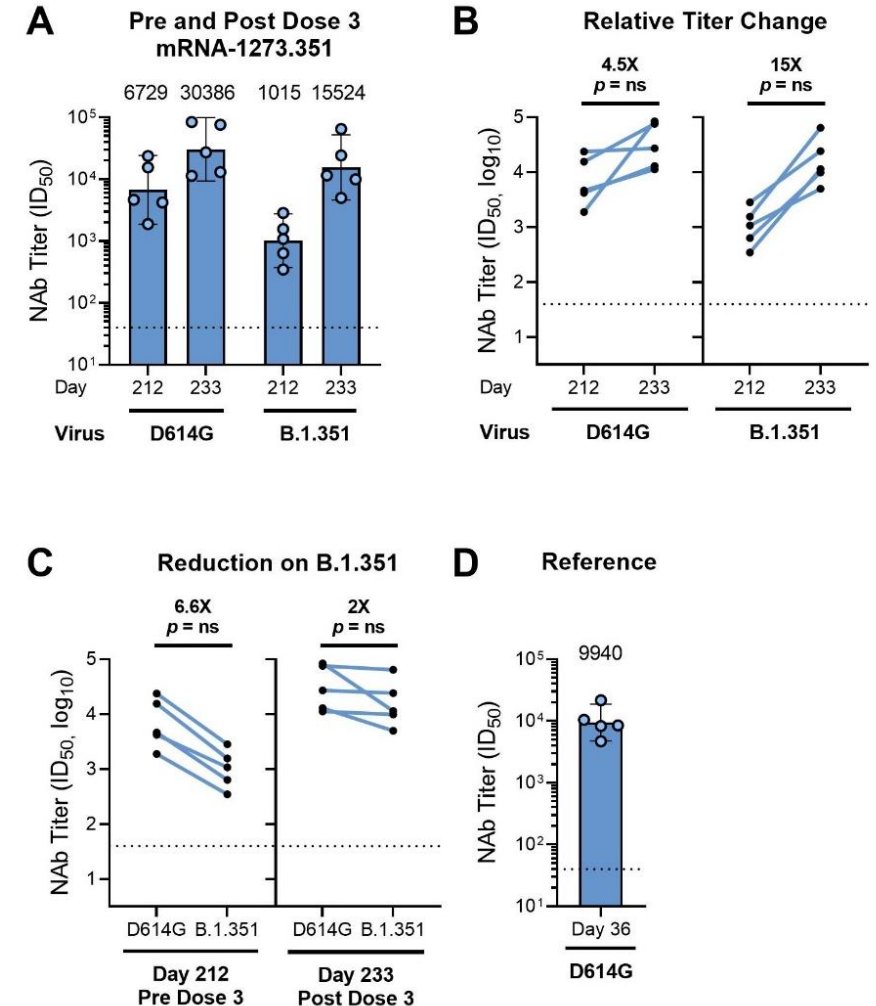 A
Pre and Post Dose 3
mRNA-1273.351
6729 30386 1015 15524
NAb Titer (ID50)
10^5
10^4
10^3
10^2
10^1
Day 212 233 212 233
Virus D614G B.1.351
B
Relative Titer Change
4.5X 15X
p = ns p = ns
NAb Titer (ID50, log10)
5
4
3
2
1
Day 212 233 212 233
Virus D614G B.1.351
C
Reduction on B.1.351
6.6X 2X
p = ns p = ns
NAb Titer (ID50, log10)
5
4
3
2
1
D614G B.1.351 D614G B.1.351
Day 212 Day 233
Pre Dose 3 Post Dose 3
D
Reference
9940
NAb Titer (ID50)
10^5
10^4
10^3
10^2
10^1
Day 36
D614G